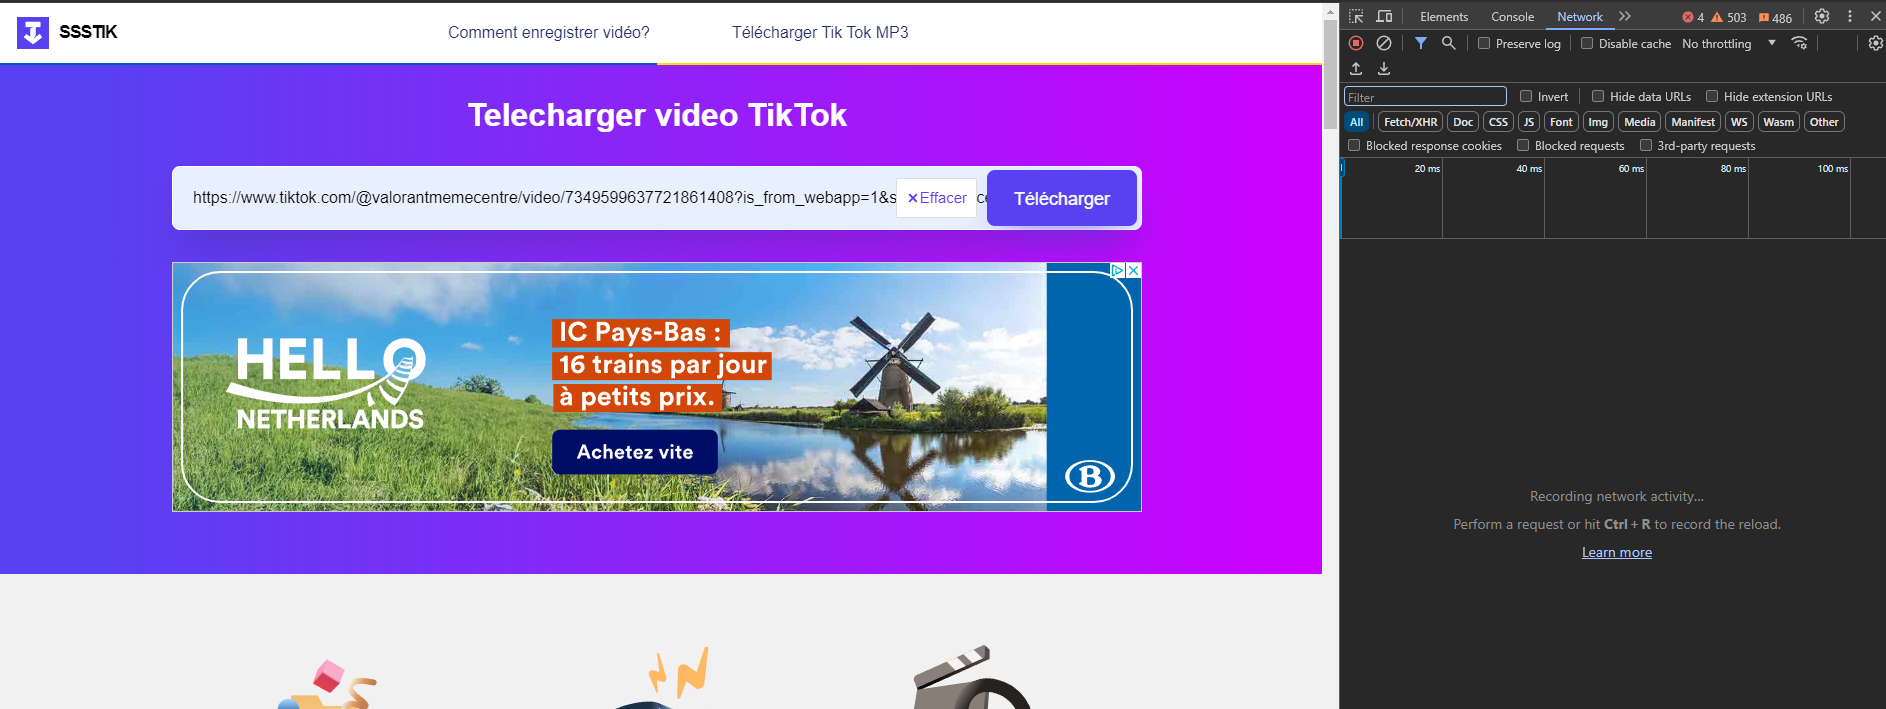 SSSTIK
Comment enregistrer vidéo?
Télécharger Tik Tok MP3
Telecharger video TikTok
https://www.tiktok.com/@valorantmemecentre/video/7349599637721861408?is_from_webapp=1&s
×Effacer
Télécharger
HELLO
NETHERLANDS
IC Pays-Bas :
16 trains par jour
à petits prix.
Achetez vite
B
Elements Console Network 4 503 486
Preserve log Disable cache No throttling
Filter Invert Hide data URLs Hide extension URLs
All Fetch/XHR Doc CSS JS Font Img Media Manifest WS Wasm Other
Blocked response cookies Blocked requests 3rd-party requests
20 ms 40 ms 60 ms 80 ms 100 ms
Recording network activity…
Perform a request or hit Ctrl + R to record the reload.
Learn more